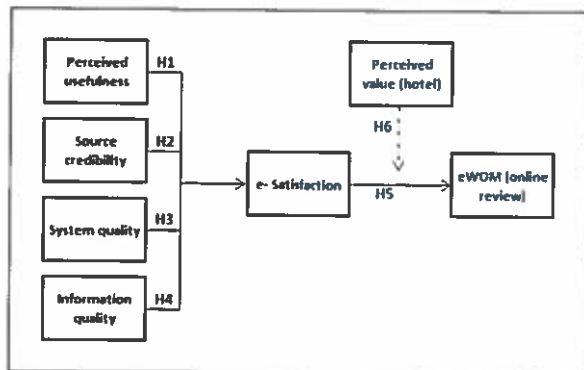 Perceived
usefulness
H1
Source
credibility
H2
System quality
H3
Information
quality
H4
e- Satisfaction
Perceived
value (hotel)
H6
H5
eWOM (online
review)